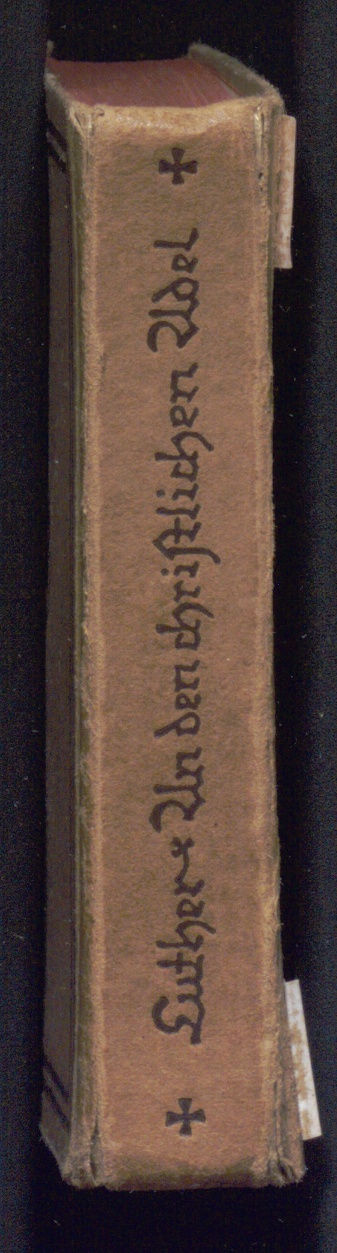 ✠ Luther * An den christlichen Adel ✠